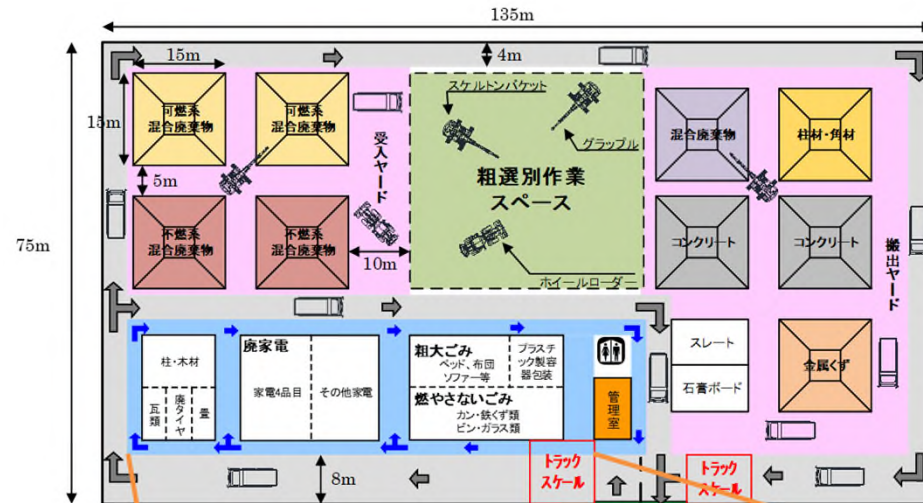 135m
4m
15m
15m
5m
75m
10m
8m
可燃系
混合廃棄物
可燃系
混合廃棄物
不燃系
混合廃棄物
不燃系
混合廃棄物
受入ヤード
スケルトンバケット
グラップル
粗選別作業
スペース
ホイールローダー
混合廃棄物
柱材・角材
コンクリート
コンクリート
搬出ヤード
スレート
石膏ボード
金属くず
柱・木材
瓦類
廃タイヤ
畳
廃家電
家電4品目
その他家電
粗大ごみ
ベッド、布団
ソファー等
プラスチ
ック製容
器包装
燃やさないごみ
カン・鉄くず類
ビン・ガラス類
管理室
トラック
スケール
トラック
スケール